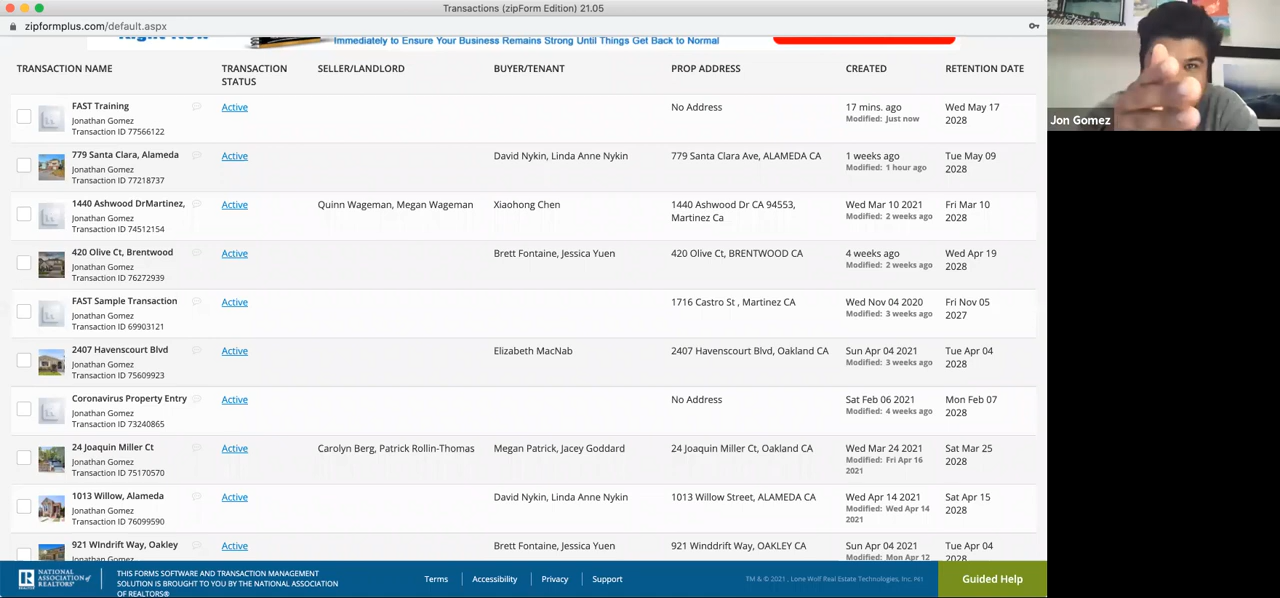 Transactions (zipForm Edition) 21.05
zipformplus.com/default.aspx
Immediately to Ensure Your Business Remains Strong Until Things Get Back to Normal
TRANSACTION NAME TRANSACTION STATUS SELLER/LANDLORD BUYER/TENANT PROP ADDRESS CREATED RETENTION DATE
FAST Training Active No Address 17 mins. ago Wed May 17
Jonathan Gomez Modified: Just now 2028
Transaction ID 77566122
779 Santa Clara, Alameda Active David Nykin, Linda Anne Nykin 779 Santa Clara Ave, ALAMEDA CA 1 weeks ago Tue May 09
Jonathan Gomez Modified: 1 hour ago 2028
Transaction ID 77218737
1440 Ashwood DrMartinez, Active Quinn Wageman, Megan Wageman Xiaohong Chen 1440 Ashwood Dr CA 94553, Wed Mar 10 2021 Fri Mar 10
Jonathan Gomez Martinez Ca Modified: 2 weeks ago 2028
Transaction ID 74512154
420 Olive Ct, Brentwood Active Brett Fontaine, Jessica Yuen 420 Olive Ct, BRENTWOOD CA 4 weeks ago Wed Apr 19
Jonathan Gomez Modified: 2 weeks ago 2028
Transaction ID 76272939
FAST Sample Transaction Active 1716 Castro St , Martinez CA Wed Nov 04 2020 Fri Nov 05
Jonathan Gomez Modified: 3 weeks ago 2027
Transaction ID 69903121
2407 Havenscourt Blvd Active Elizabeth MacNab 2407 Havenscourt Blvd, Oakland CA Sun Apr 04 2021 Tue Apr 04
Jonathan Gomez Modified: 3 weeks ago 2028
Transaction ID 75609923
Coronavirus Property Entry Active No Address Sat Feb 06 2021 Mon Feb 07
Jonathan Gomez Modified: 4 weeks ago 2028
Transaction ID 73240865
24 Joaquin Miller Ct Active Carolyn Berg, Patrick Rollin-Thomas Megan Patrick, Jacey Goddard 24 Joaquin Miller Ct, Oakland CA Wed Mar 24 2021 Sat Mar 25
Jonathan Gomez Modified: Fri Apr 16 2028
Transaction ID 75170570 2021
1013 Willow, Alameda Active David Nykin, Linda Anne Nykin 1013 Willow Street, ALAMEDA CA Wed Apr 14 2021 Sat Apr 15
Jonathan Gomez Modified: Wed Apr 14 2028
Transaction ID 76099590 2021
921 WIndrift Way, Oakley Active Brett Fontaine, Jessica Yuen 921 Winddrift Way, OAKLEY CA Sun Apr 04 2021 Tue Apr 04
Jonathan Gomez Modified: Mon Apr 12 2028
NATIONAL
ASSOCIATION of
REALTORS®
THIS FORMS SOFTWARE AND TRANSACTION MANAGEMENT
SOLUTION IS BROUGHT TO YOU BY THE NATIONAL ASSOCIATION
OF REALTORS®
Terms Accessibility Privacy Support
TM & © 2021 , Lone Wolf Real Estate Technologies, Inc.
Guided Help
Jon Gomez